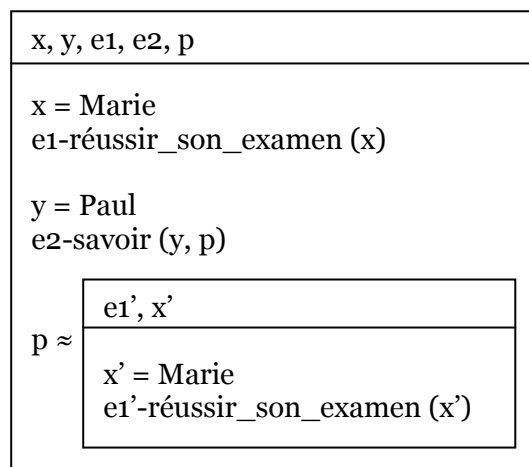 x, y, e1, e2, p
x = Marie
e1-réussir_son_examen (x)
y = Paul
e2-savoir (y, p)
e1’, x’
p ≈
x’ = Marie
e1’-réussir_son_examen (x’)